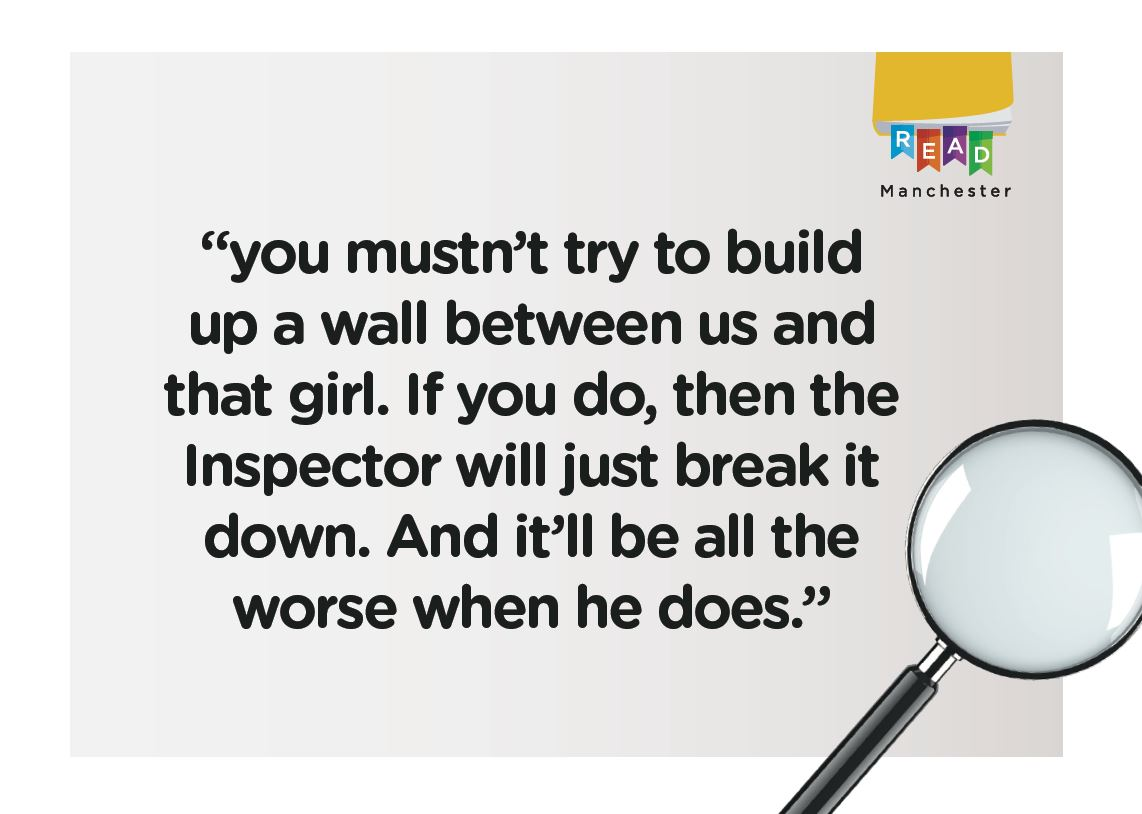 READ
Manchester
“you mustn’t try to build
up a wall between us and
that girl. If you do, then the
Inspector will just break it
down. And it’ll be all the
worse when he does.”